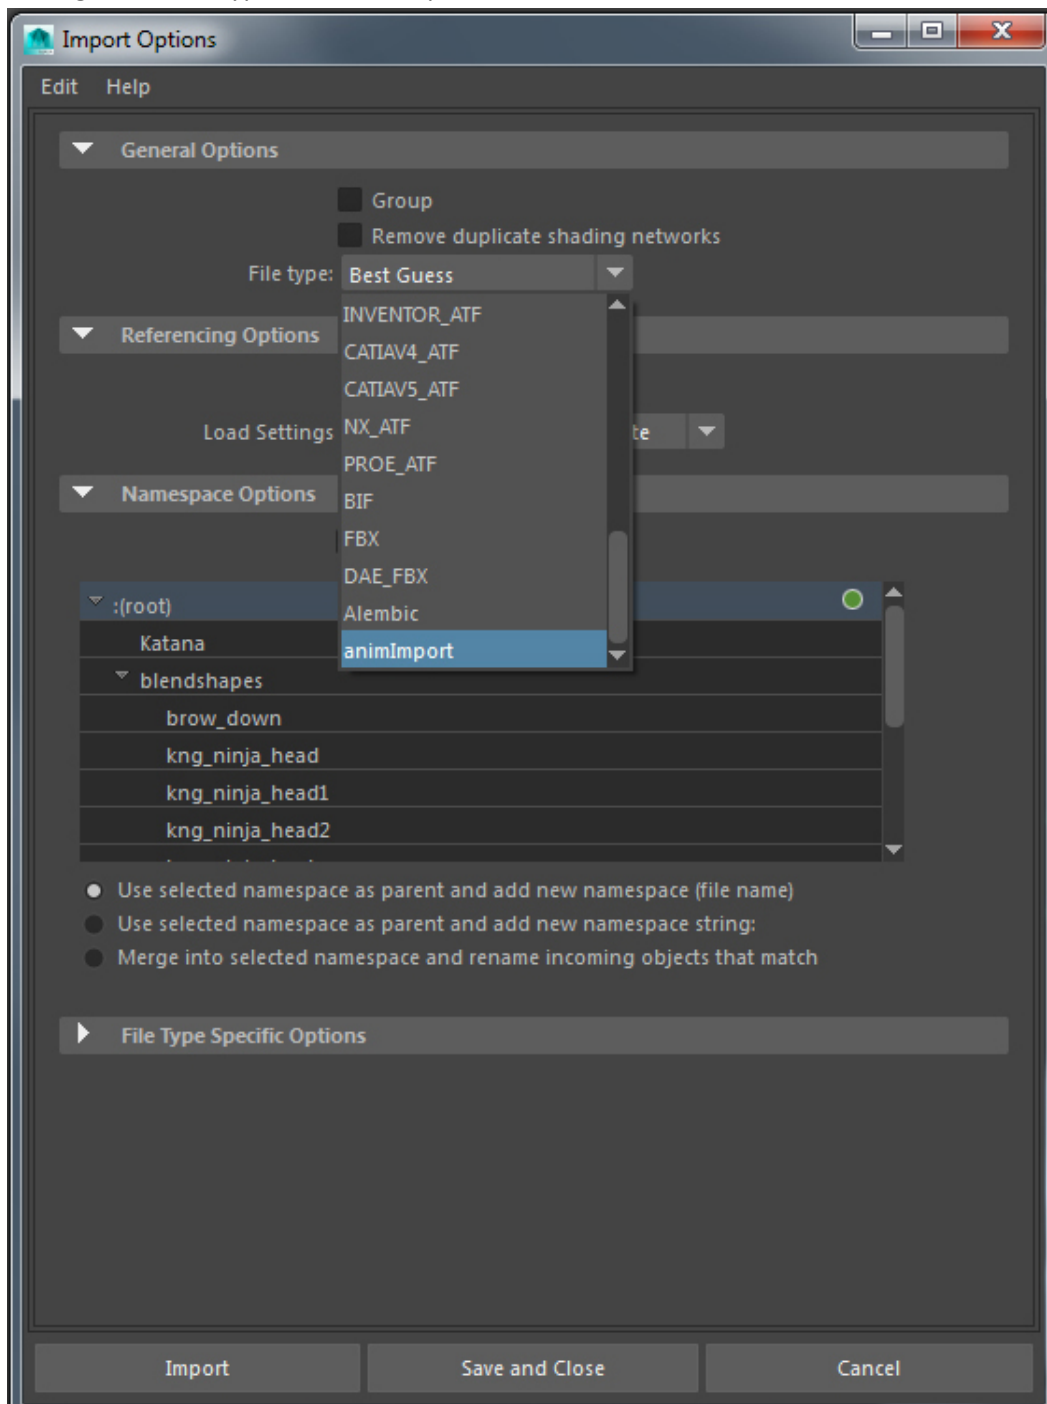 Import Options
Edit Help
General Options
Group
Remove duplicate shading networks
File type: Best Guess
INVENTOR_ATF
Referencing Options
CATIAV4_ATF
CATIAV5_ATF
Load Settings NX_ATF te
PROE_ATF
Namespace Options
BIF
FBX
DAE_FBX
:(root)
Alembic
Katana
animImport
blendshapes
brow_down
kng_ninja_head
kng_ninja_head1
kng_ninja_head2
Use selected namespace as parent and add new namespace (file name)
Use selected namespace as parent and add new namespace string:
Merge into selected namespace and rename incoming objects that match
File Type Specific Options
Import Save and Close Cancel